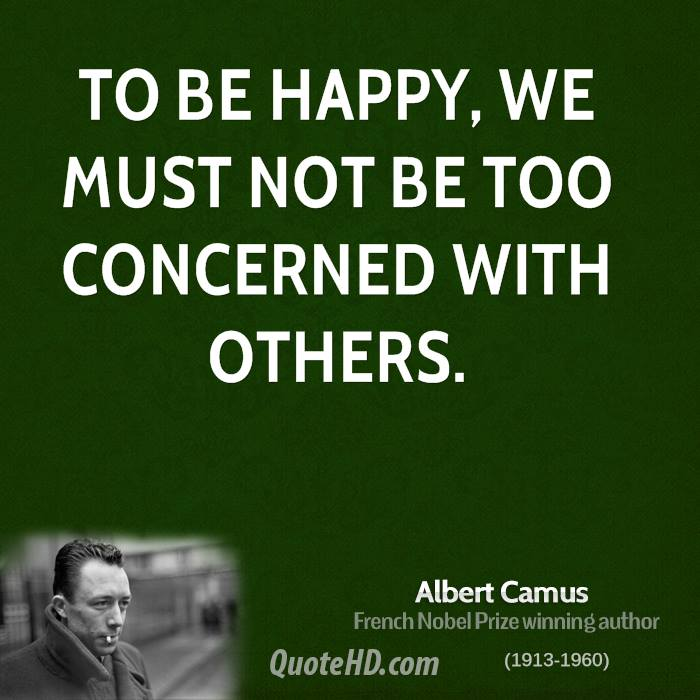 TO BE HAPPY, WE
MUST NOT BE TOO
CONCERNED WITH
OTHERS.
Albert Camus
French Nobel Prize winning author
QuoteHD.com
(1913-1960)